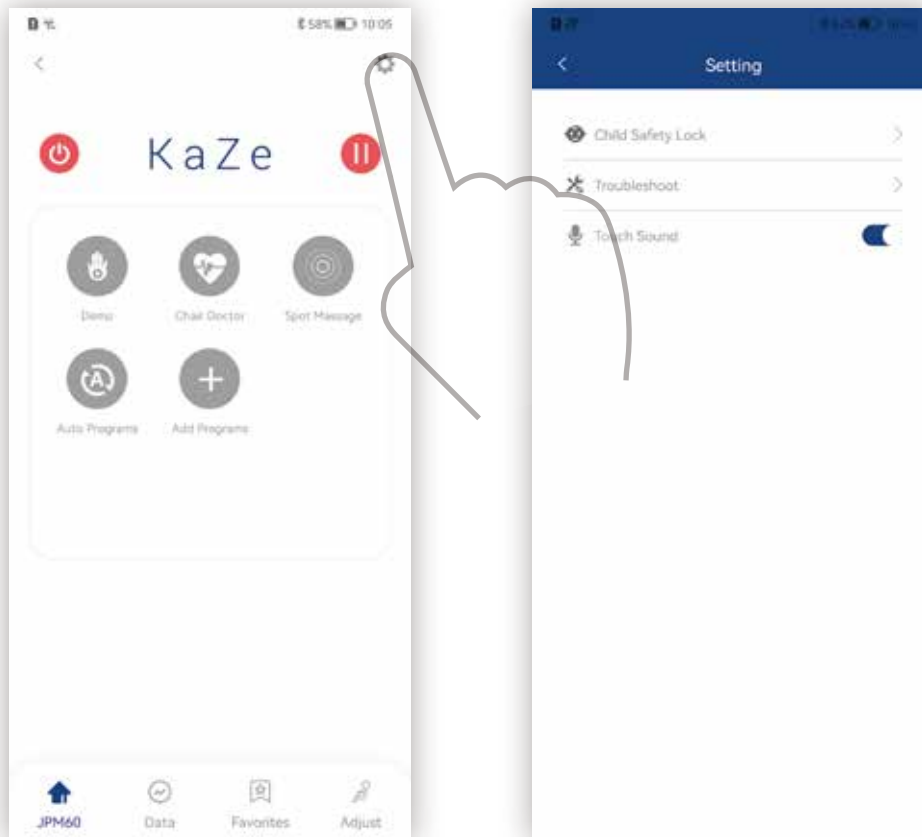 58% 10:05
KaZe
Demo
Chair Doctor
Spot Massage
A
Auto Programs
Add Programs
JPM60
Data
Favorites
Adjust
Setting
Child Safety Lock
Troubleshoot
Touch Sound